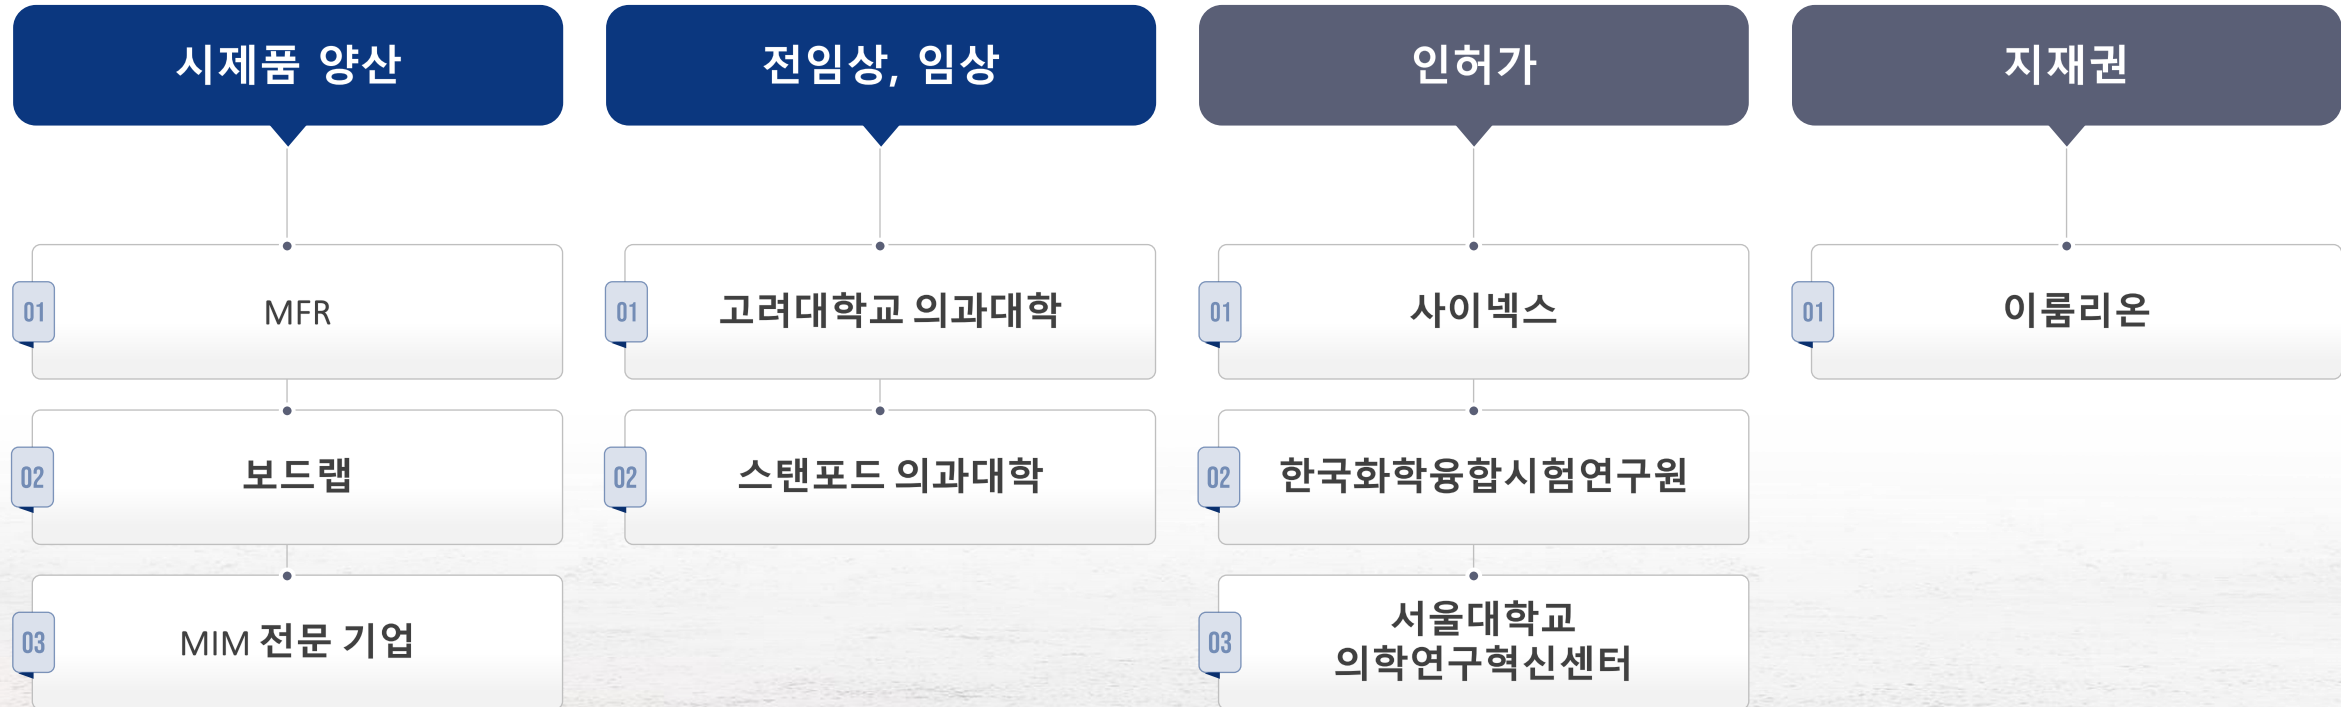 시제품 양산
전임상, 임상
인허가
지재권
01
MFR
01
고려대학교 의과대학
01
사이넥스
01
이룸리온
02
보드랩
02
스탠포드 의과대학
02
한국화학융합시험연구원
03
MIM 전문 기업
03
서울대학교
의학연구혁신센터